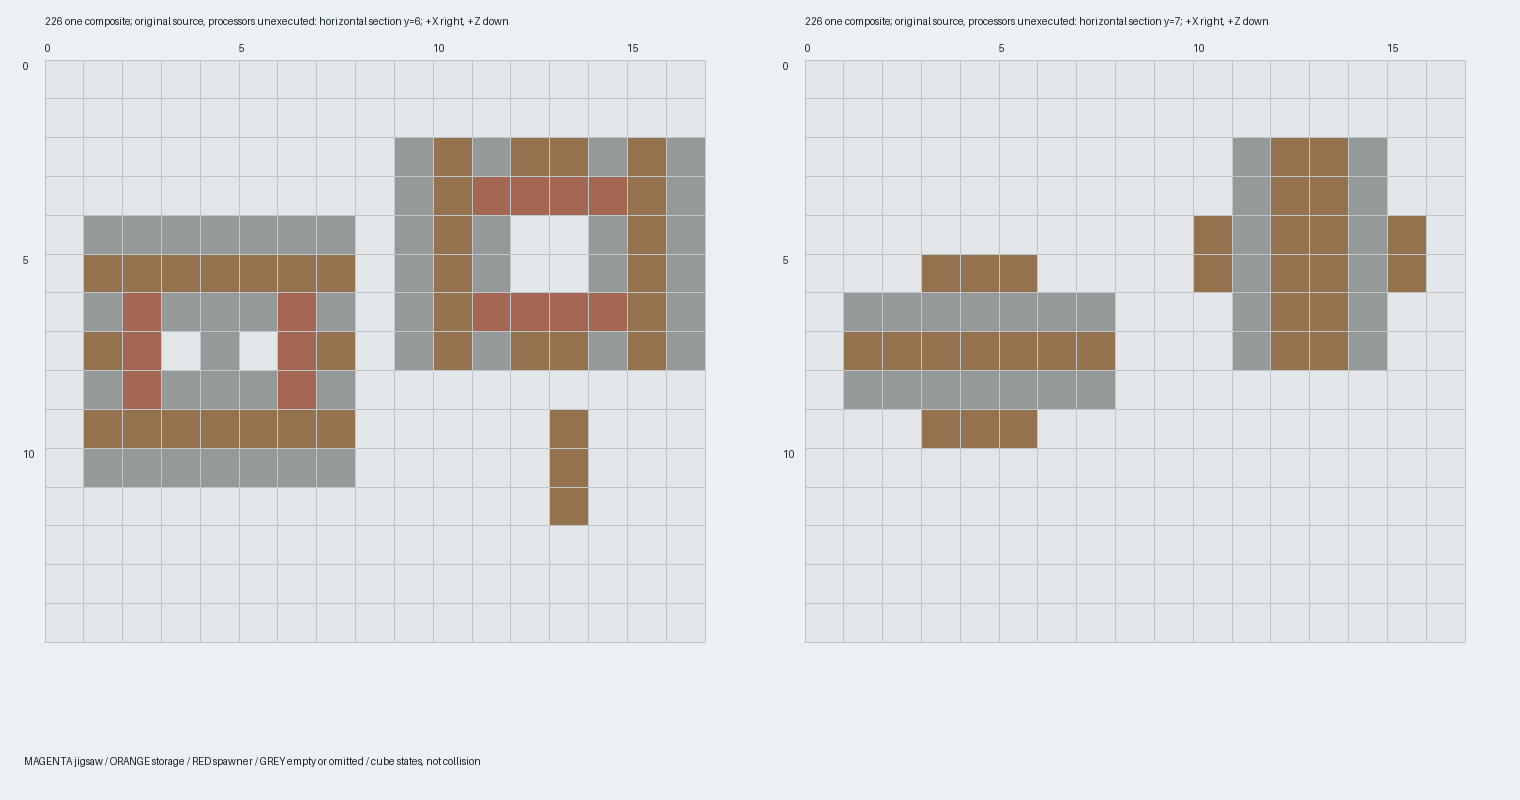 226 one composite; original source, processors unexecuted: horizontal section y=6; +X right, +Z down
0 5 10 15
0
5
10
226 one composite; original source, processors unexecuted: horizontal section y=7; +X right, +Z down
0 5 10 15
0
5
10
MAGENTA jigsaw / ORANGE storage / RED spawner / GREY empty or omitted / cube states, not collision